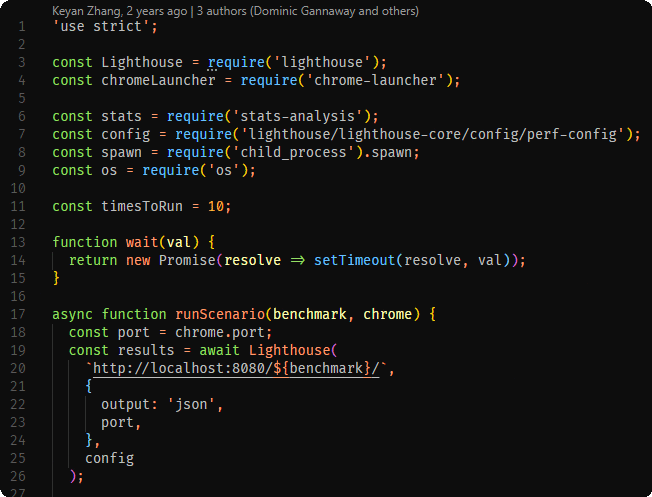 Keyan Zhang, 2 years ago | 3 authors (Dominic Gannaway and others)
1 'use strict';
2
3 const Lighthouse = require('lighthouse');
4 const chromeLauncher = require('chrome-launcher');
5
6 const stats = require('stats-analysis');
7 const config = require('lighthouse/lighthouse-core/config/perf-config');
8 const spawn = require('child_process').spawn;
9 const os = require('os');
10
11 const timesToRun = 10;
12
13 function wait(val) {
14   return new Promise(resolve => setTimeout(resolve, val));
15 }
16
17 async function runScenario(benchmark, chrome) {
18   const port = chrome.port;
19   const results = await Lighthouse(
20     `http://localhost:8080/${benchmark}/`,
21     {
22       output: 'json',
23       port,
24     },
25     config
26   );
27